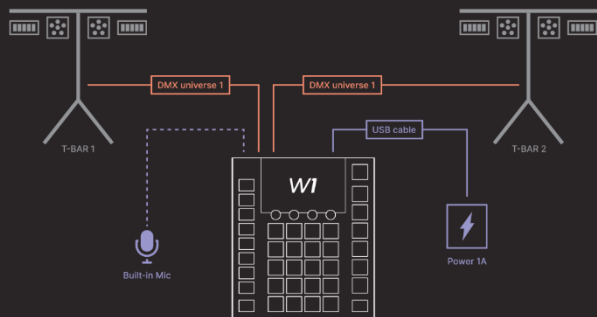 DMX universe 1
DMX universe 1
USB cable
T-BAR 1
T-BAR 2
W1
Built-in Mic
Power 1A